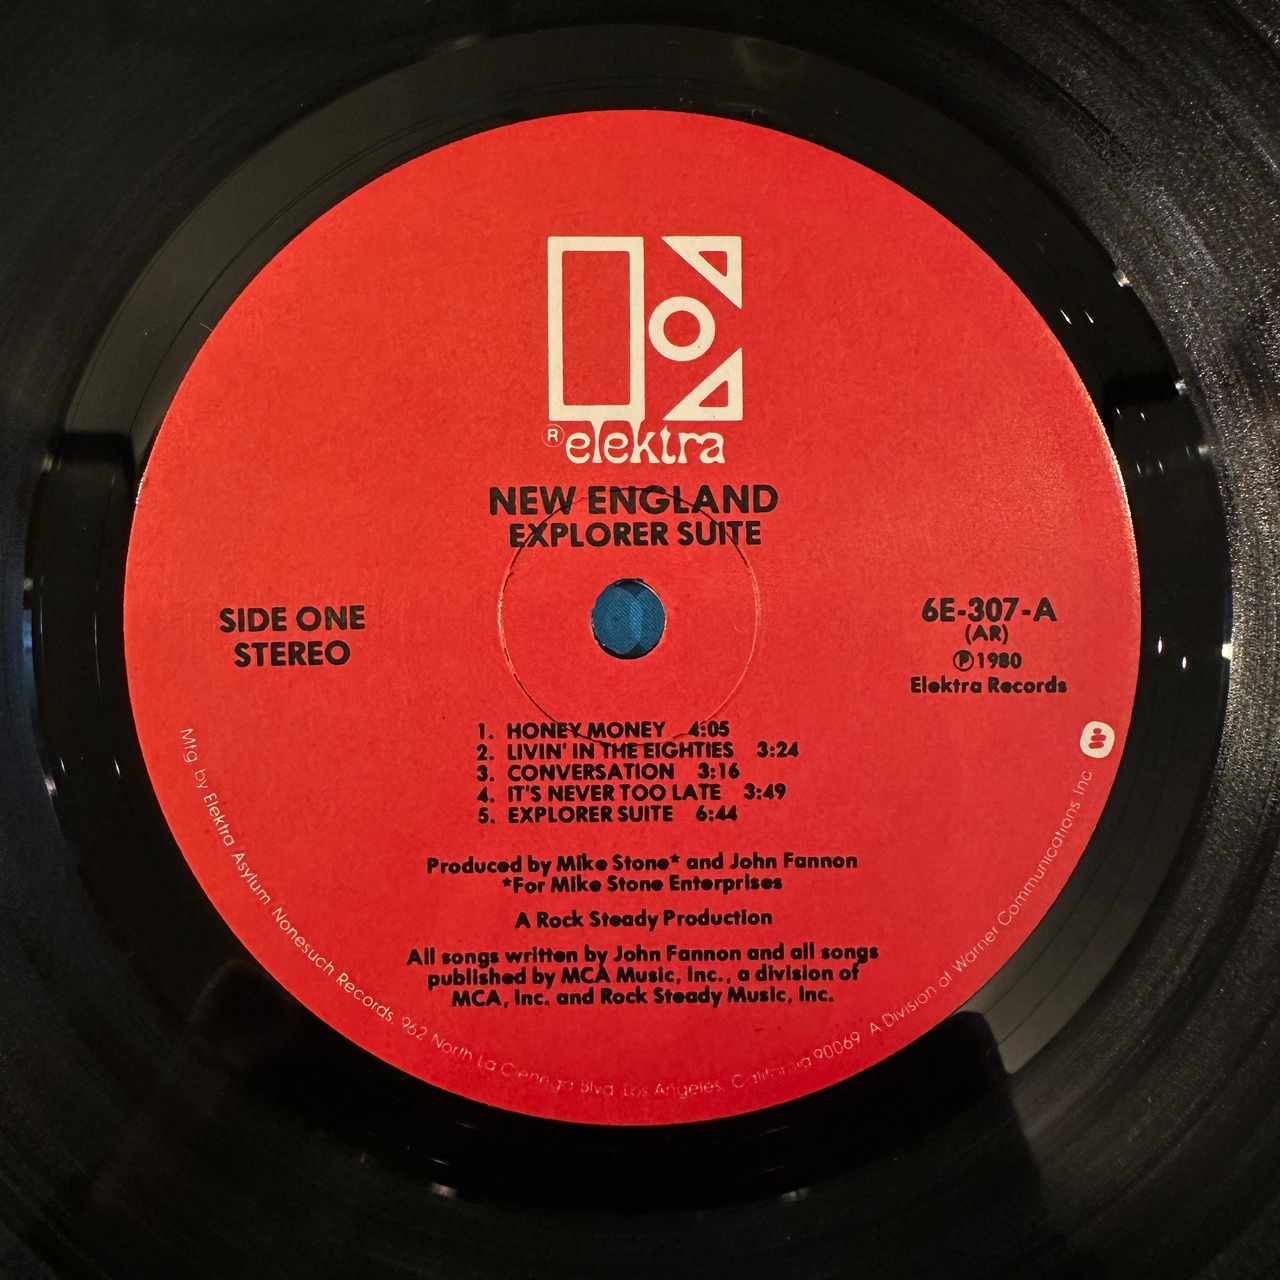 ® elektra
NEW ENGLAND
EXPLORER SUITE
SIDE ONE
STEREO
6E-307-A
(AR)
Ⓟ 1980
Elektra Records
1. HONEY MONEY 4:05
2. LIVIN' IN THE EIGHTIES 3:24
3. CONVERSATION 3:16
4. IT'S NEVER TOO LATE 3:49
5. EXPLORER SUITE 6:44
Produced by Mike Stone* and John Fannon
*For Mike Stone Enterprises
A Rock Steady Production
All songs written by John Fannon and all songs
published by MCA Music, Inc., a division of
MCA, Inc. and Rock Steady Music, Inc.
Mfg. by Elektra Asylum Nonesuch Records. 962 North La Cienega Blvd. Los Angeles, California 90069 A Division of Warner Communications Inc